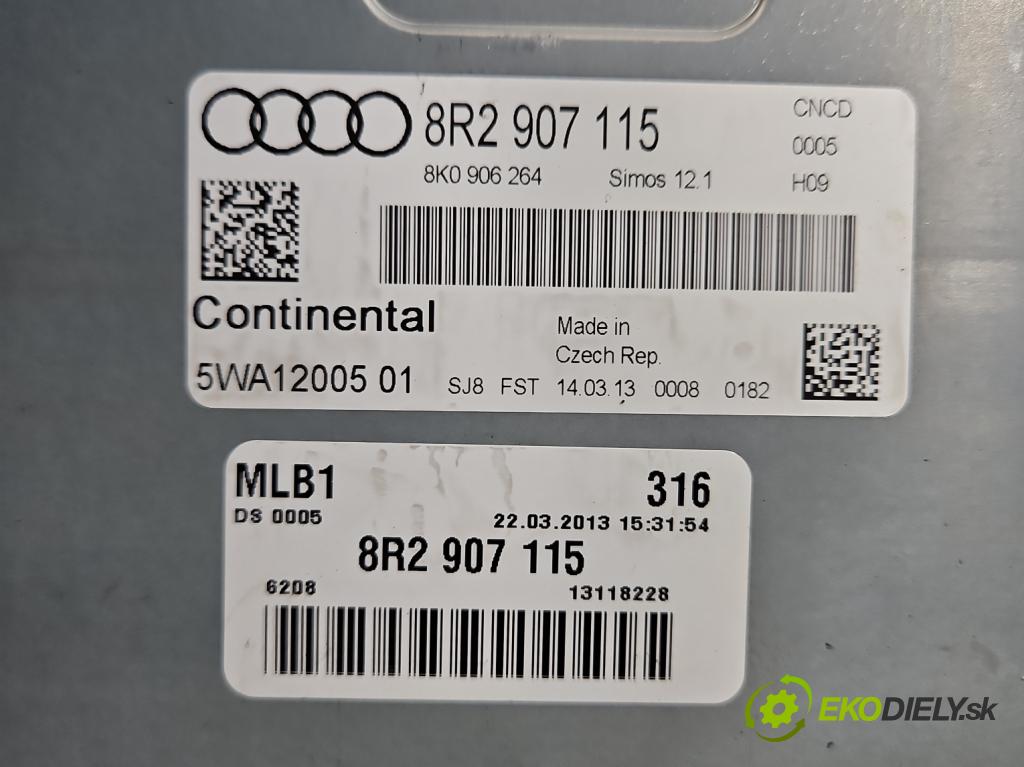 8R2 907 115
CNCD
8K0 906 264 Simos 12.1
0005
H09
Continental
Made in
Czech Rep.
5WA12005 01 SJ8 FST 14.03.13 0008 0182
MLB1 316
DS 0005 22.03.2013 15:31:54
8R2 907 115
6208 13118228
EKODIELY.sk